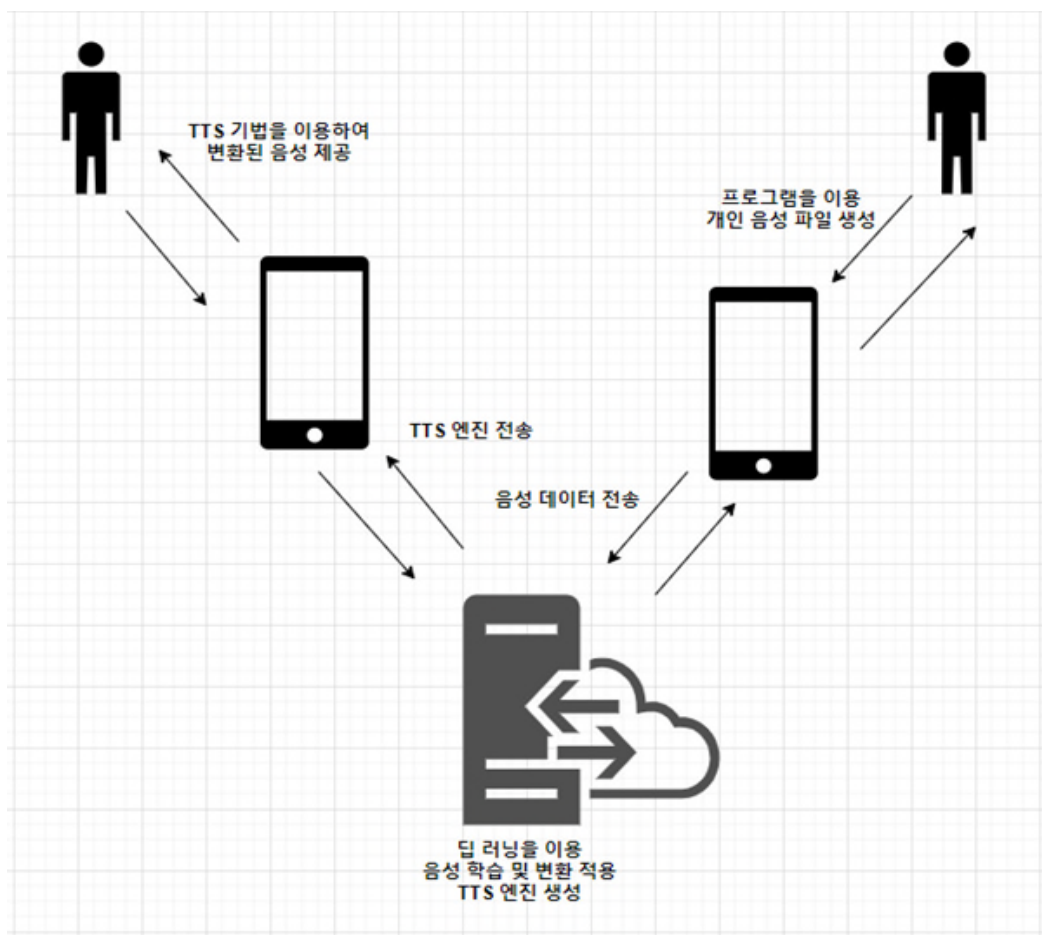 TTS 기법을 이용하여
변환된 음성 제공
프로그램을 이용
개인 음성 파일 생성
TTS 엔진 전송
음성 데이터 전송
딥 러닝을 이용
음성 학습 및 변환 적용
TTS 엔진 생성